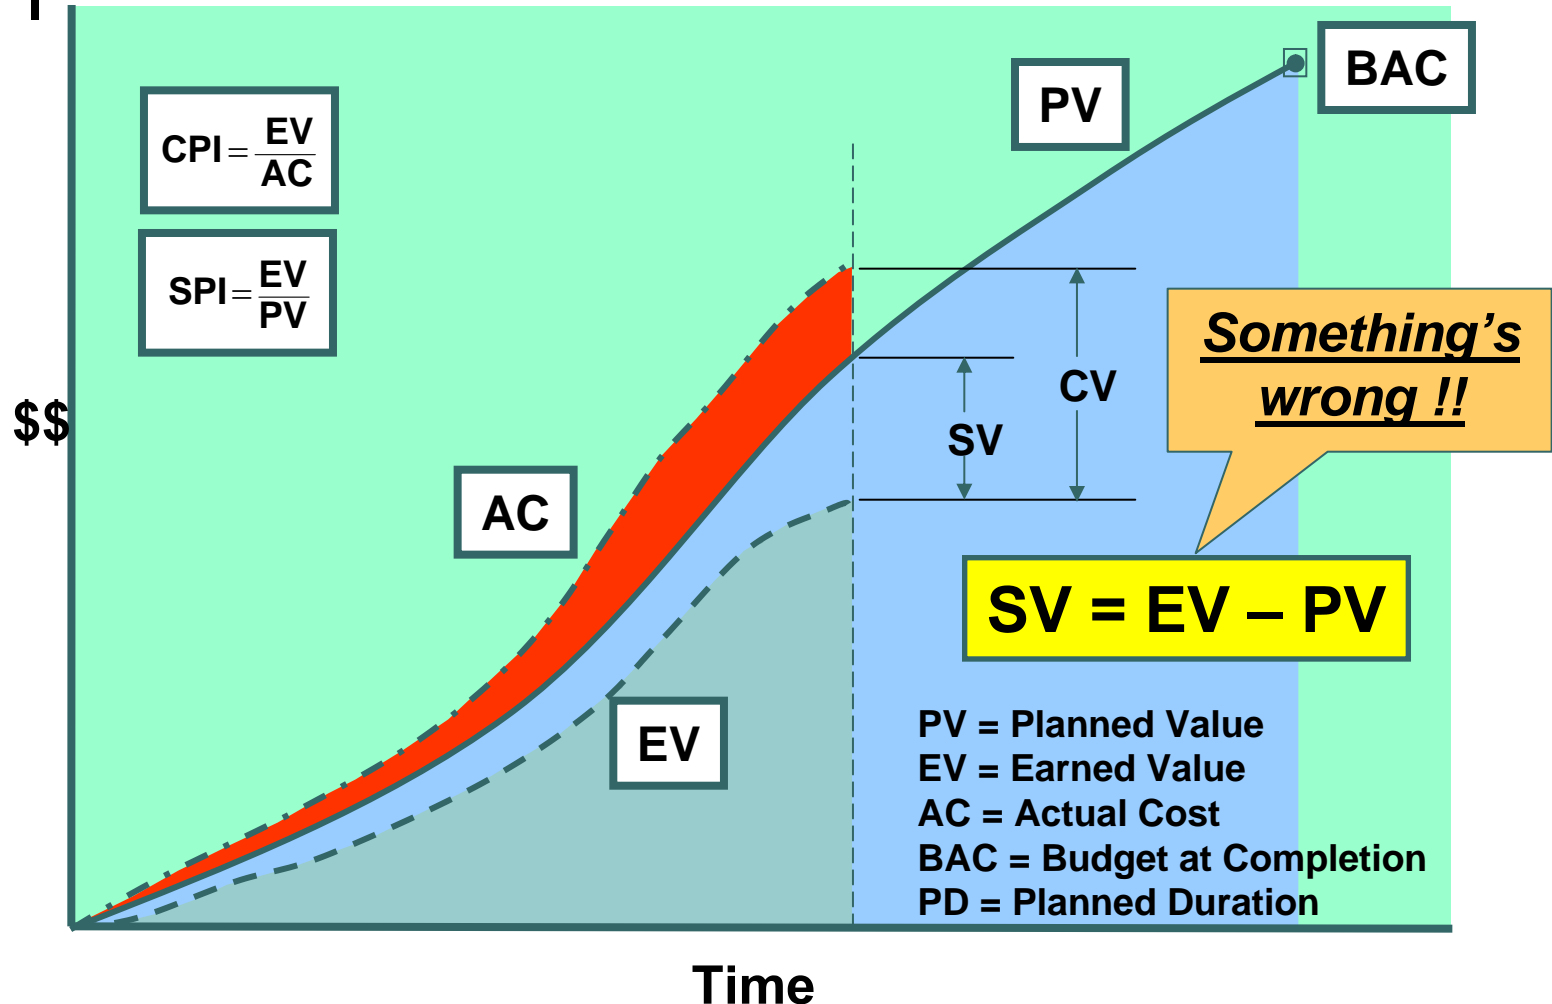 BAC
PV
CPI = EV
AC
SPI = EV
PV
Something's
wrong !!
CV
$$
SV
AC
SV = EV – PV
EV
PV = Planned Value
EV = Earned Value
AC = Actual Cost
BAC = Budget at Completion
PD = Planned Duration
Time